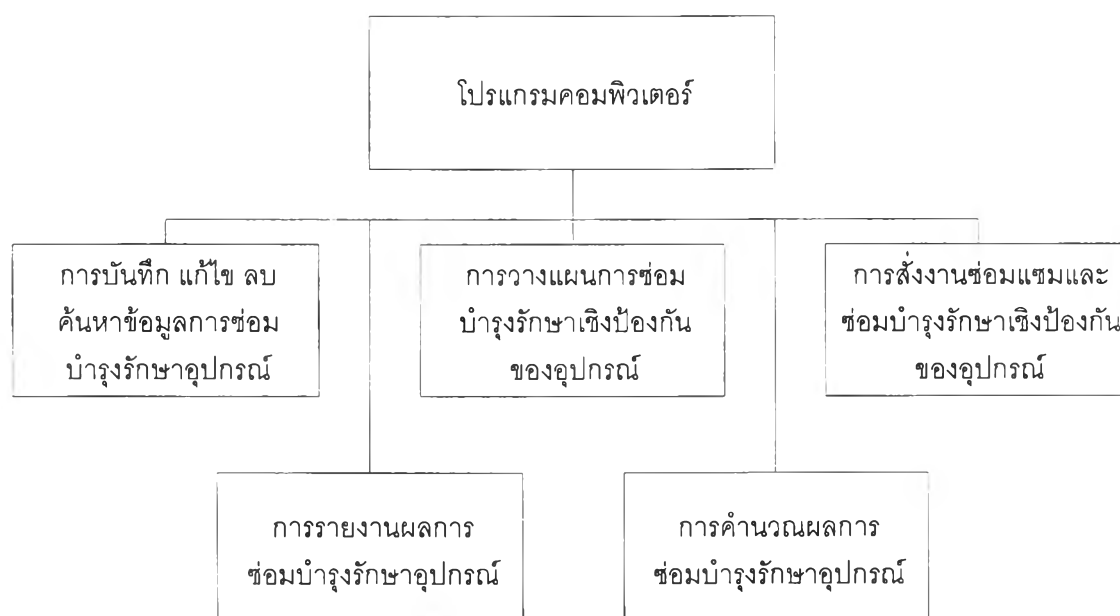 โปรแกรมคอมพิวเตอร์
การบันทึก แก้ไข ลบ
ค้นหาข้อมูลการซ่อม
บำรุงรักษาอุปกรณ์
การวางแผนการซ่อม
บำรุงรักษาเชิงป้องกัน
ของอุปกรณ์
การสั่งงานซ่อมแซมและ
ซ่อมบำรุงรักษาเชิงป้องกัน
ของอุปกรณ์
การรายงานผลการ
ซ่อมบำรุงรักษาอุปกรณ์
การคำนวณผลการ
ซ่อมบำรุงรักษาอุปกรณ์